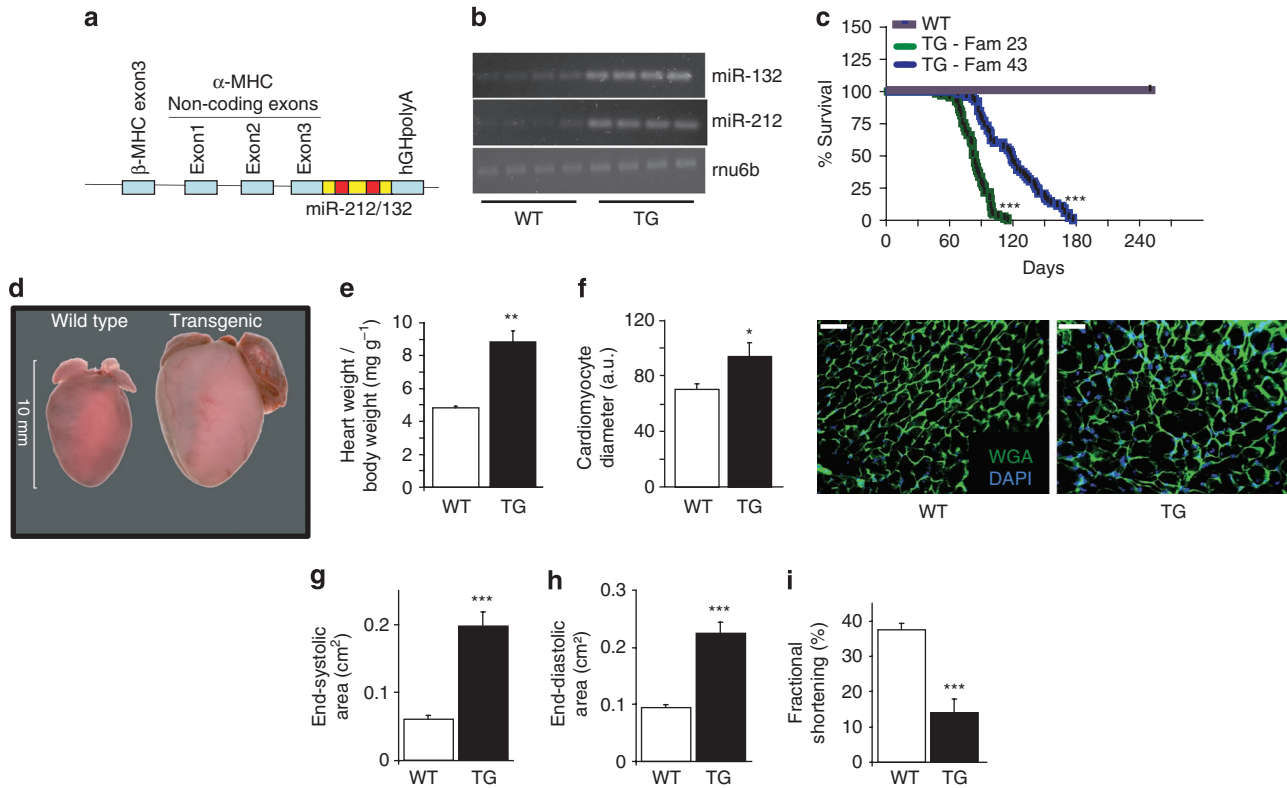 a
β-MHC exon3
α-MHC
Non-coding exons
Exon1
Exon2
Exon3
hGHpolyA
miR-212/132
b
miR-132
miR-212
rnu6b
WT
TG
c
WT
TG - Fam 23
TG - Fam 43
% Survival
150
125
100
75
50
25
0
***
***
0
60
120
180
240
Days
d
Wild type
Transgenic
10 mm
e
Heart weight /
body weight (mg g⁻¹)
10
8
6
4
2
0
**
WT
TG
f
Cardiomyocyte
diameter (a.u.)
120
80
40
0
*
WT
TG
WGA
DAPI
WT
TG
g
End-systolic
area (cm²)
0.2
0.1
0
***
WT
TG
h
End-diastolic
area (cm²)
0.3
0.2
0.1
0
***
WT
TG
i
Fractional
shortening (%)
40
30
20
10
0
***
WT
TG